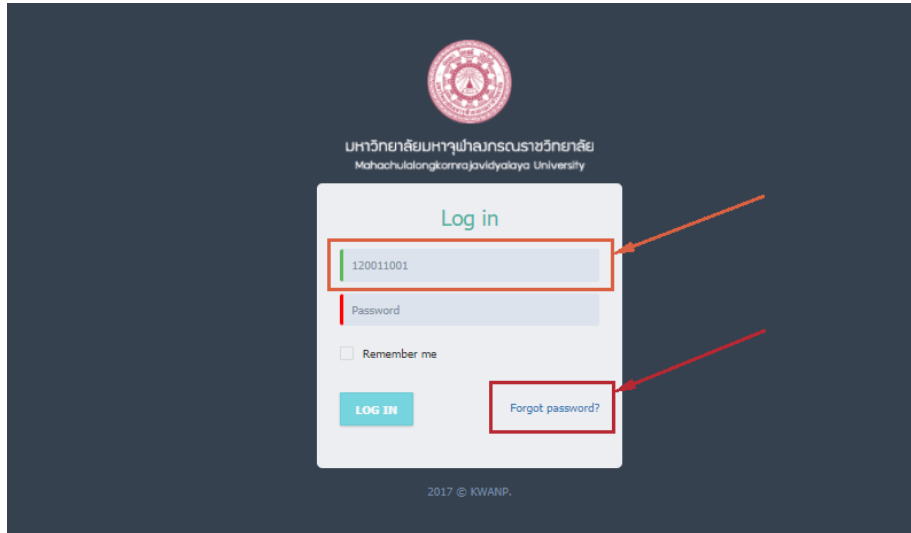 มหาวิทยาลัยมหาจุฬาลงกรณราชวิทยาลัย
Mahachulalongkornrajavidyalaya University
Log in
120011001
Password
Remember me
LOG IN
Forgot password?
2017 © KWANP.